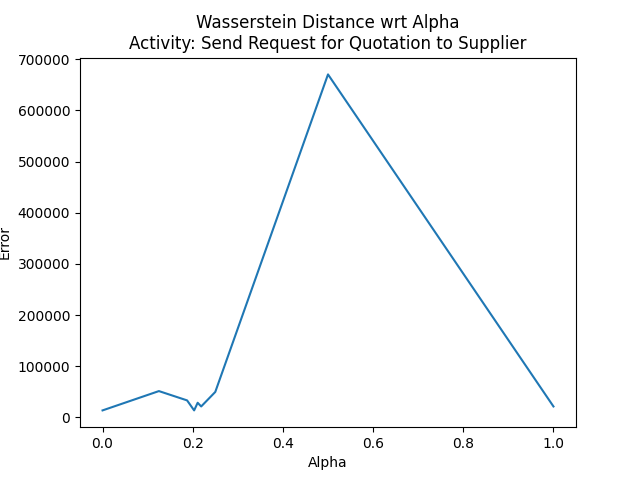 Wasserstein Distance wrt Alpha
Activity: Send Request for Quotation to Supplier
700000
600000
500000
400000
300000
200000
100000
0
Error
0.0 0.2 0.4 0.6 0.8 1.0
Alpha